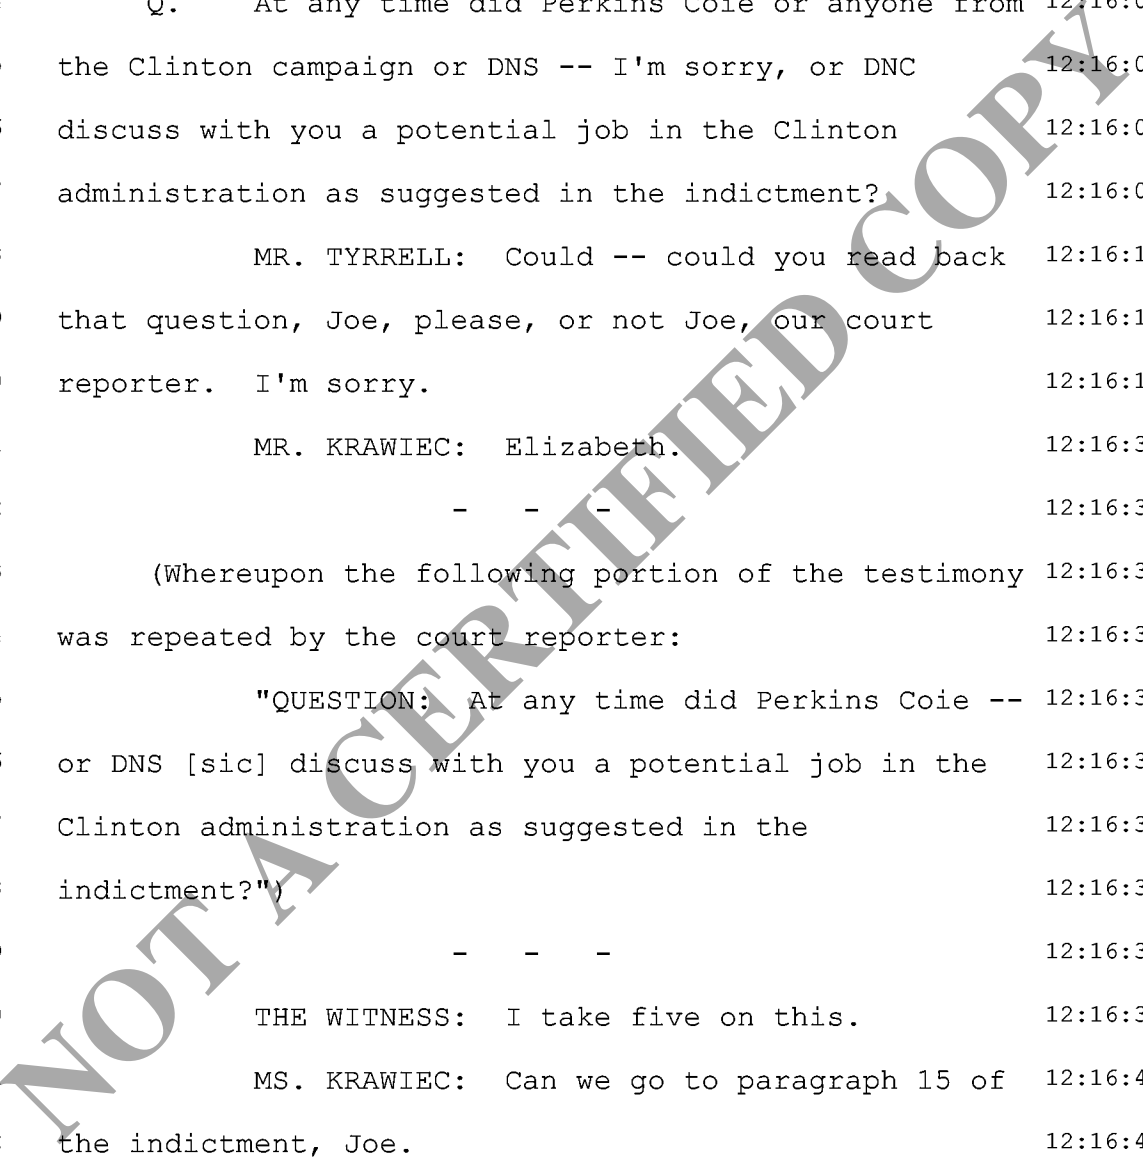 Q. At any time did Perkins Coie or anyone from 12:16:0
the Clinton campaign or DNS -- I'm sorry, or DNC 12:16:0
discuss with you a potential job in the Clinton 12:16:0
administration as suggested in the indictment? 12:16:0
MR. TYRRELL: Could -- could you read back 12:16:1
that question, Joe, please, or not Joe, our court 12:16:1
reporter. I'm sorry. 12:16:1
MR. KRAWIEC: Elizabeth. 12:16:3
- - - 12:16:3
(Whereupon the following portion of the testimony 12:16:3
was repeated by the court reporter: 12:16:3
"QUESTION: At any time did Perkins Coie -- 12:16:3
or DNS [sic] discuss with you a potential job in the 12:16:3
Clinton administration as suggested in the 12:16:3
indictment?") 12:16:3
- - - 12:16:3
THE WITNESS: I take five on this. 12:16:3
MS. KRAWIEC: Can we go to paragraph 15 of 12:16:4
the indictment, Joe. 12:16:4
NOT A CERTIFIED COPY